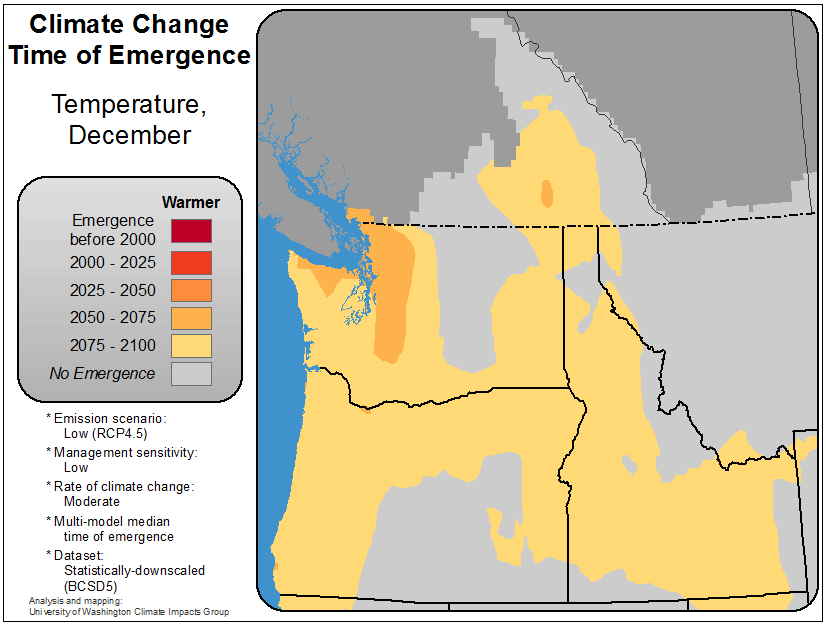 Climate Change
Time of Emergence
Temperature,
December
Warmer
Emergence
before 2000
2000 - 2025
2025 - 2050
2050 - 2075
2075 - 2100
No Emergence
* Emission scenario:
Low (RCP4.5)
* Management sensitivity:
Low
* Rate of climate change:
Moderate
* Multi-model median
time of emergence
* Dataset:
Statistically-downscaled
(BCSD5)
Analysis and mapping:
University of Washington Climate Impacts Group